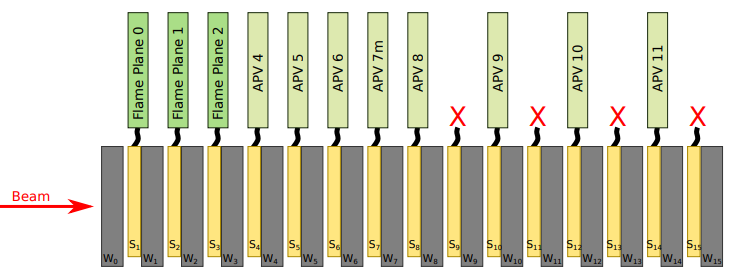 Flame Plane 0
Flame Plane 1
Flame Plane 2
APV 4
APV 5
APV 6
APV 7m
APV 8
X
APV 9
X
APV 10
X
APV 11
X
Beam
W0
S1
W1
S2
W2
S3
W3
S4
W4
S5
W5
S6
W6
S7
W7
S8
W8
S9
W9
S10
W10
S11
W11
S12
W12
S13
W13
S14
W14
S15
W15